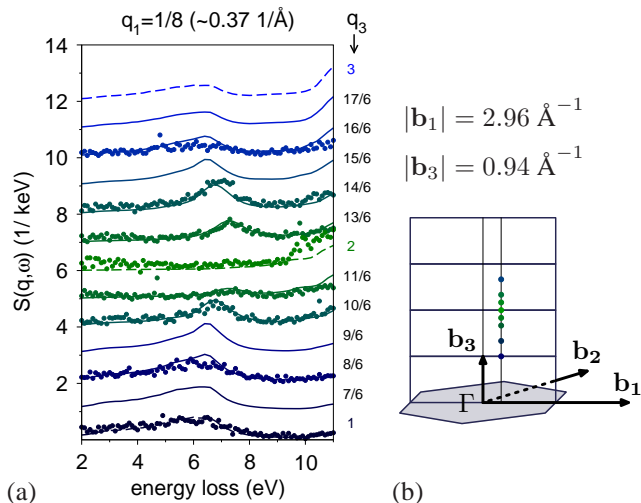 q1=1/8 (~0.37 1/Å)
q3
14
12
10
8
6
4
2
S(q,ω) (1/ keV)
3
17/6
16/6
15/6
14/6
13/6
2
11/6
10/6
9/6
8/6
7/6
1
2 4 6 8 10
energy loss (eV)
(a)
|b1| = 2.96 Å−1
|b3| = 0.94 Å−1
b3
b2
b1
Γ
(b)